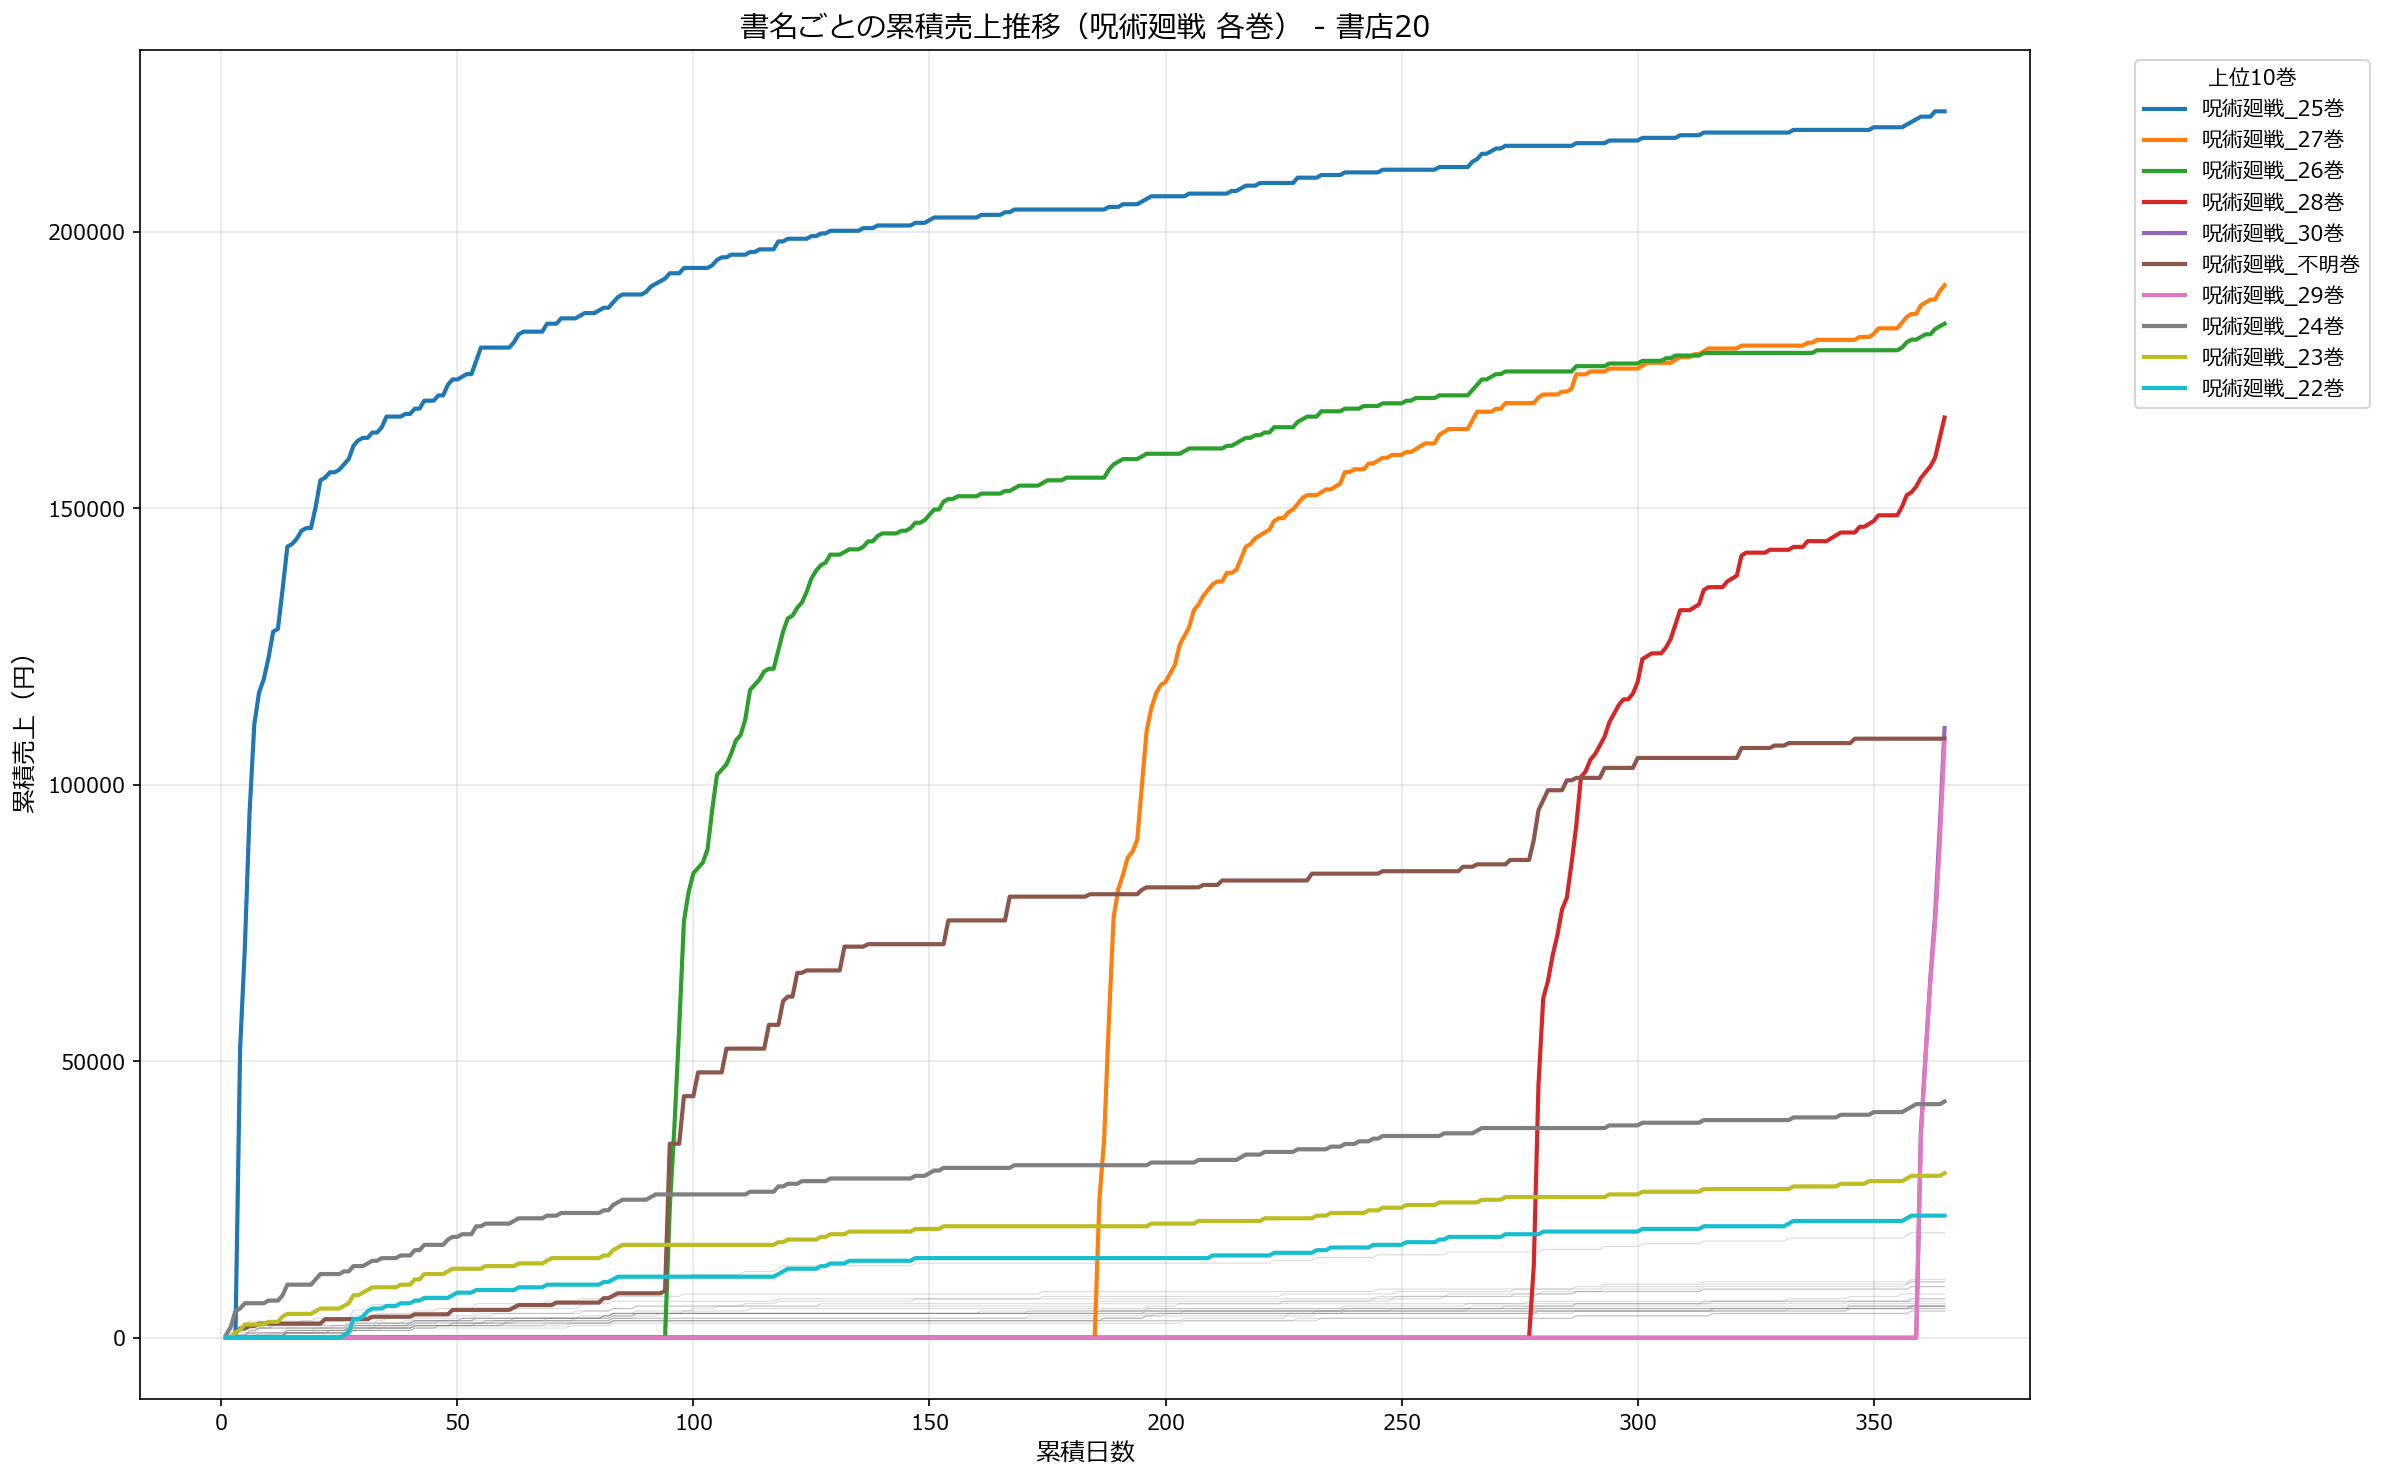 書名ごとの累積売上推移（呪術廻戦 各巻） - 書店20
累積売上（円）
200000
150000
100000
50000
0
0
50
100
150
200
250
300
350
累積日数
上位10巻
呪術廻戦_25巻
呪術廻戦_27巻
呪術廻戦_26巻
呪術廻戦_28巻
呪術廻戦_30巻
呪術廻戦_不明巻
呪術廻戦_29巻
呪術廻戦_24巻
呪術廻戦_23巻
呪術廻戦_22巻